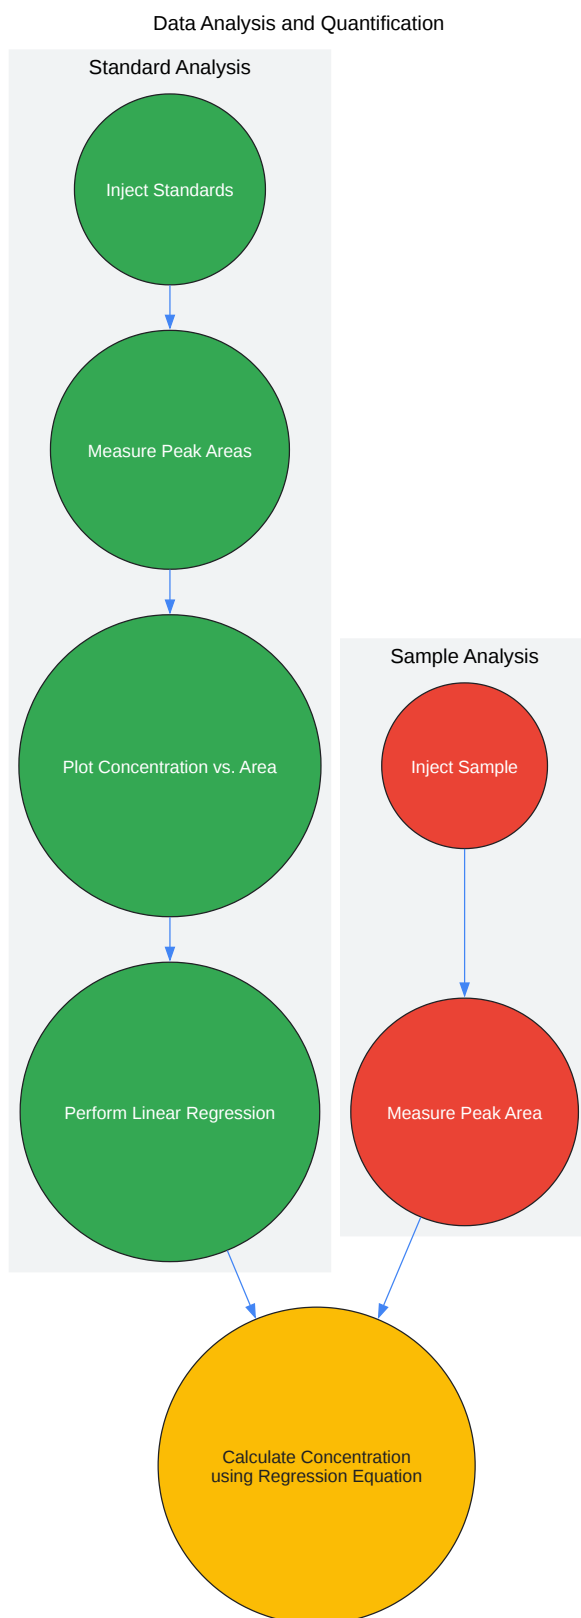 Data Analysis and Quantification
Standard Analysis
Inject Standards
Measure Peak Areas
Plot Concentration vs. Area
Perform Linear Regression
Sample Analysis
Inject Sample
Measure Peak Area
Calculate Concentration
using Regression Equation